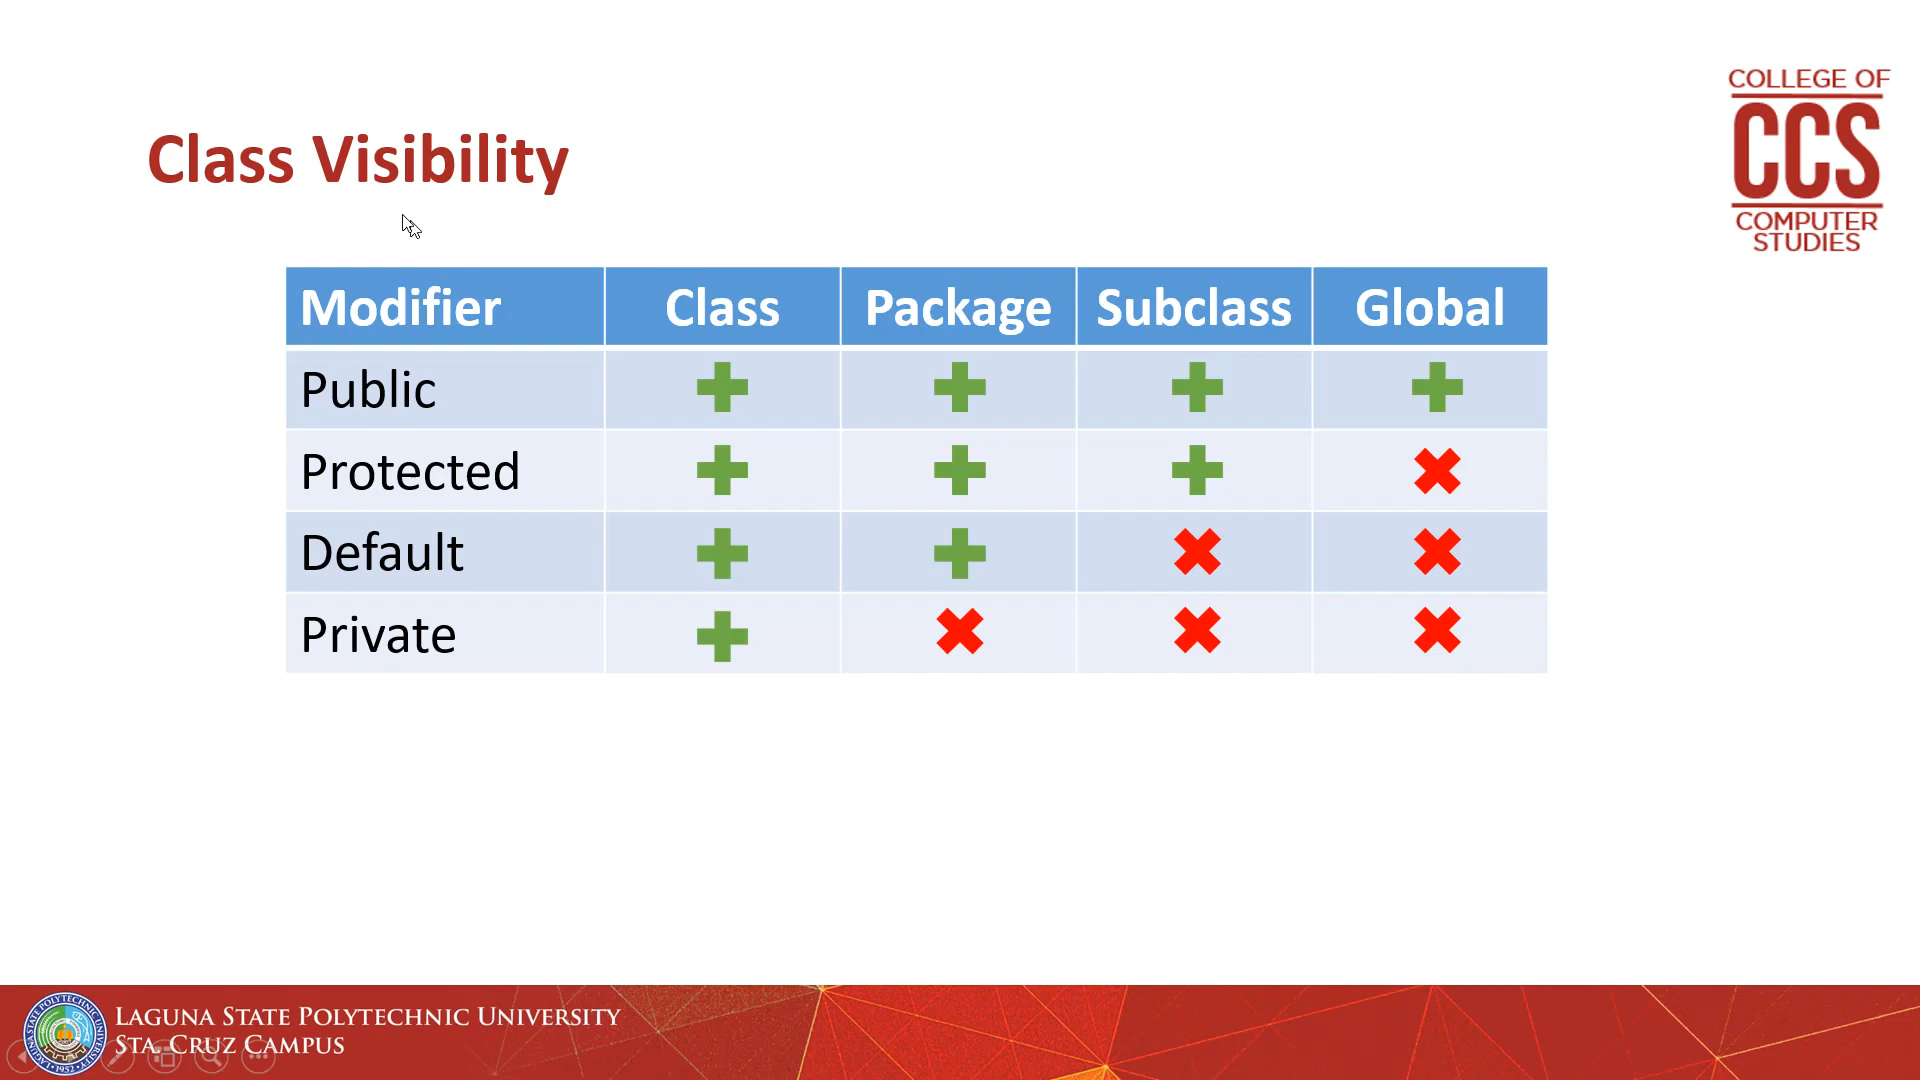 COLLEGE OF
CCS
COMPUTER
STUDIES
Class Visibility
Modifier Class Package Subclass Global
Public
Protected
Default
Private
LAGUNA STATE POLYTECHNIC UNIVERSITY
STA. CRUZ CAMPUS
1952